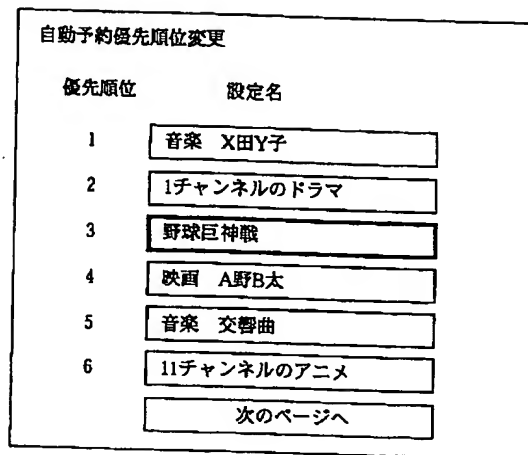 自動予約優先順位変更
優先順位 設定名
1 音楽 X田Y子
2 1チャンネルのドラマ
3 野球巨神戦
4 映画 A野B太
5 音楽 交響曲
6 11チャンネルのアニメ
次のページへ